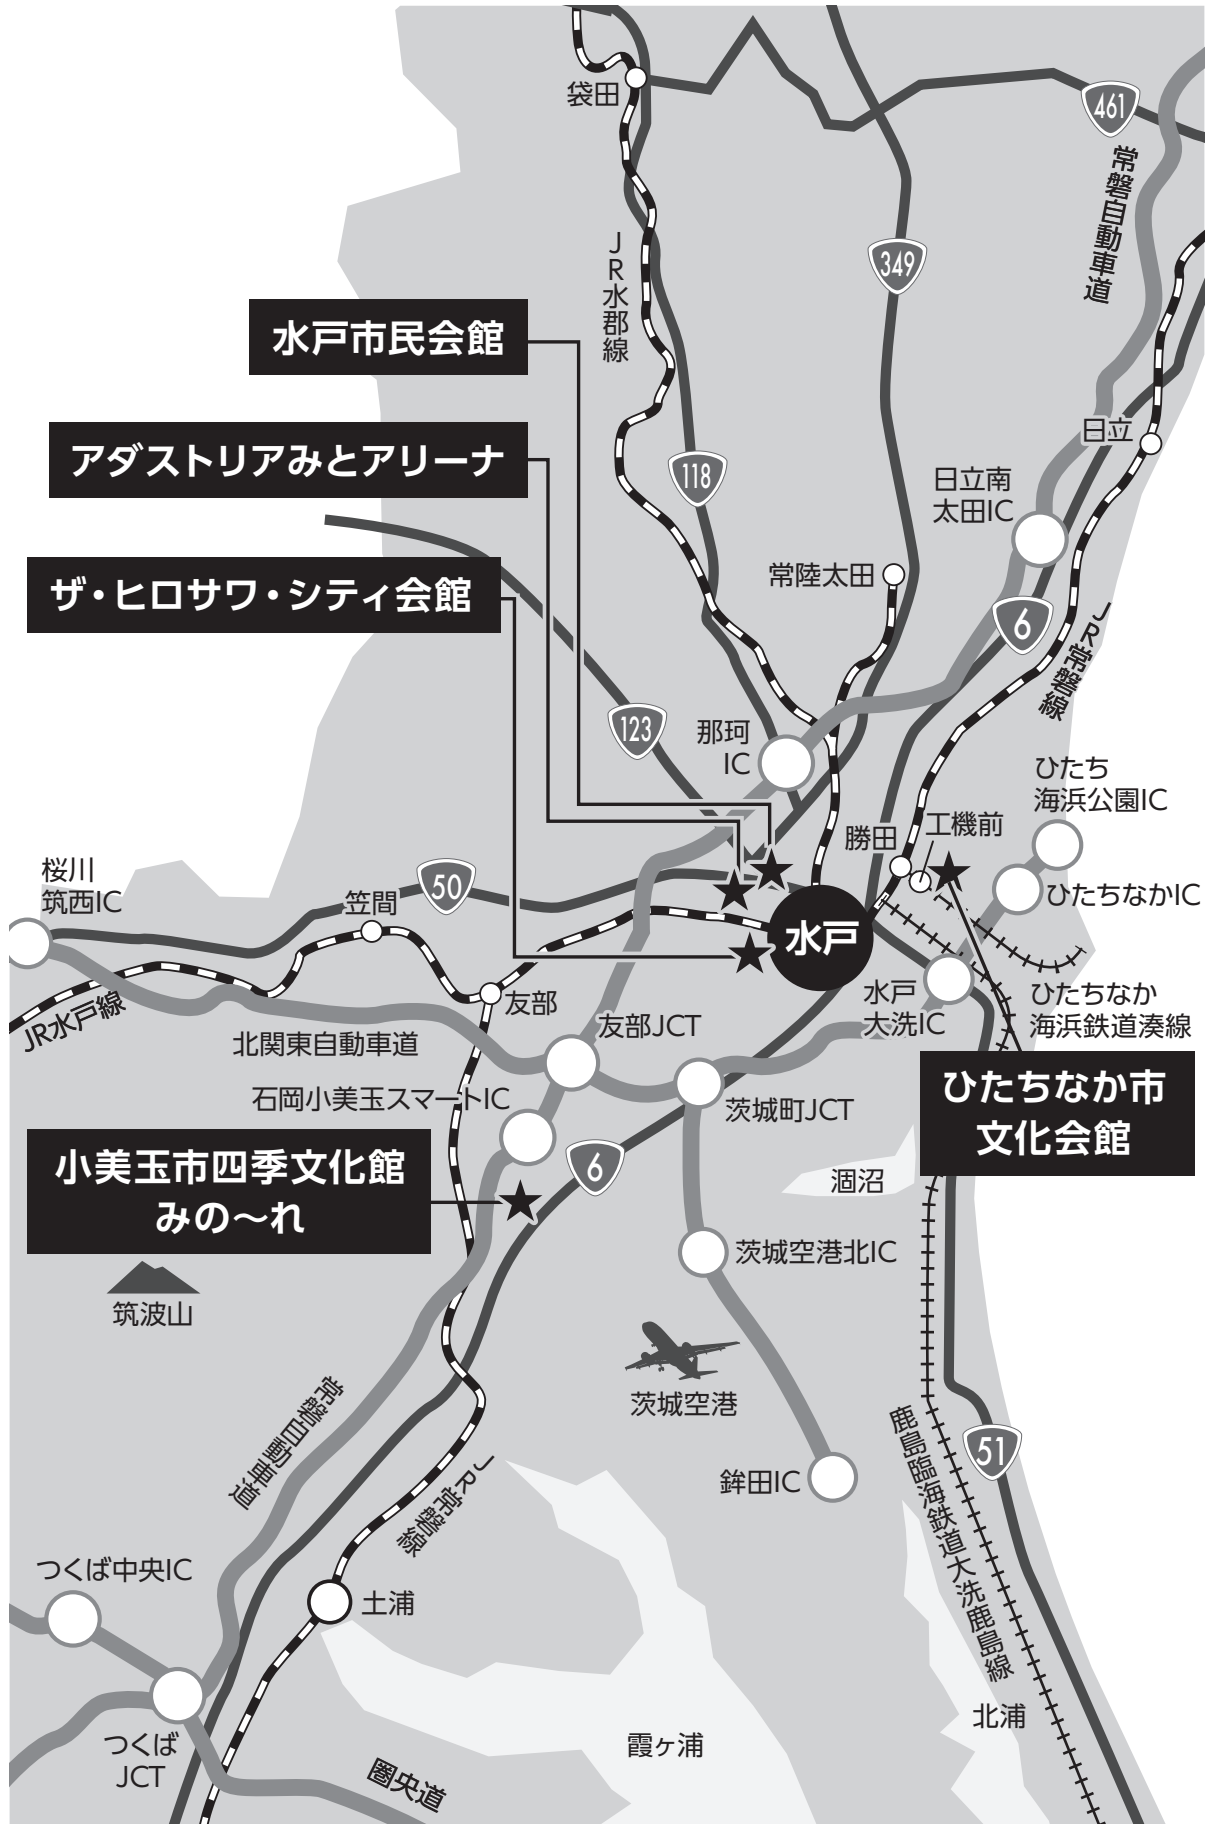 袋田
461
常磐自動車道
JR水郡線
349
水戸市民会館
アダストリアみとアリーナ
118
日立
日立南
太田IC
ザ・ヒロサワ・シティ会館
常陸太田
6
JR常磐線
123
那珂
IC
ひたち
海浜公園IC
勝田
工機前
桜川
筑西IC
50
笠間
ひたちなかIC
水戸
JR水戸線
友部
水戸
大洗IC
ひたちなか
海浜鉄道湊線
北関東自動車道
友部JCT
石岡小美玉スマートIC
茨城町JCT
ひたちなか市
文化会館
小美玉市四季文化館
みの～れ
6
涸沼
茨城空港北IC
筑波山
茨城空港
常磐自動車道
JR常磐線
鉾田IC
鹿島臨海鉄道大洗鹿島線
51
つくば中央IC
土浦
つくば
JCT
圏央道
霞ヶ浦
北浦